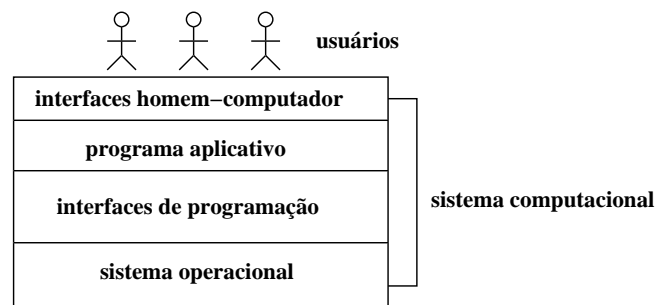 usuários
interfaces homem−computador
programa aplicativo
interfaces de programação
sistema computacional
sistema operacional